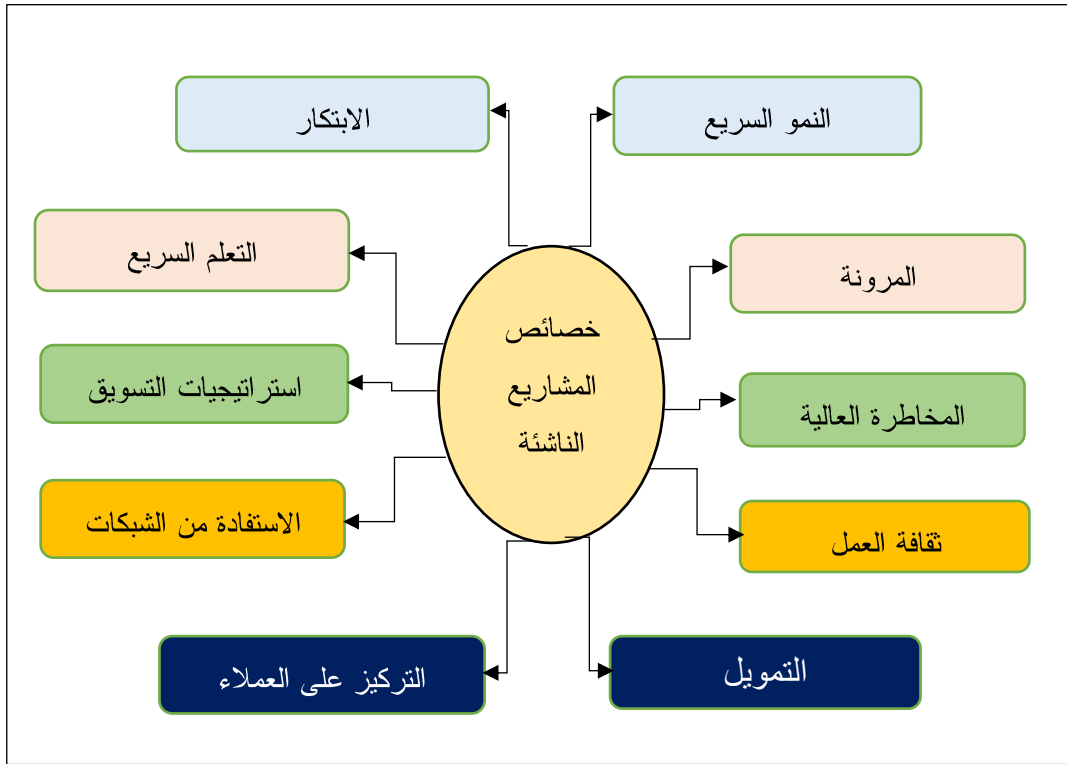 النمو السريع
الابتكار
المرونة
التعلم السريع
خصائص
المشاريع
الناشئة
المخاطرة العالية
استراتيجيات التسويق
ثقافة العمل
الاستفادة من الشبكات
التمويل
التركيز على العملاء